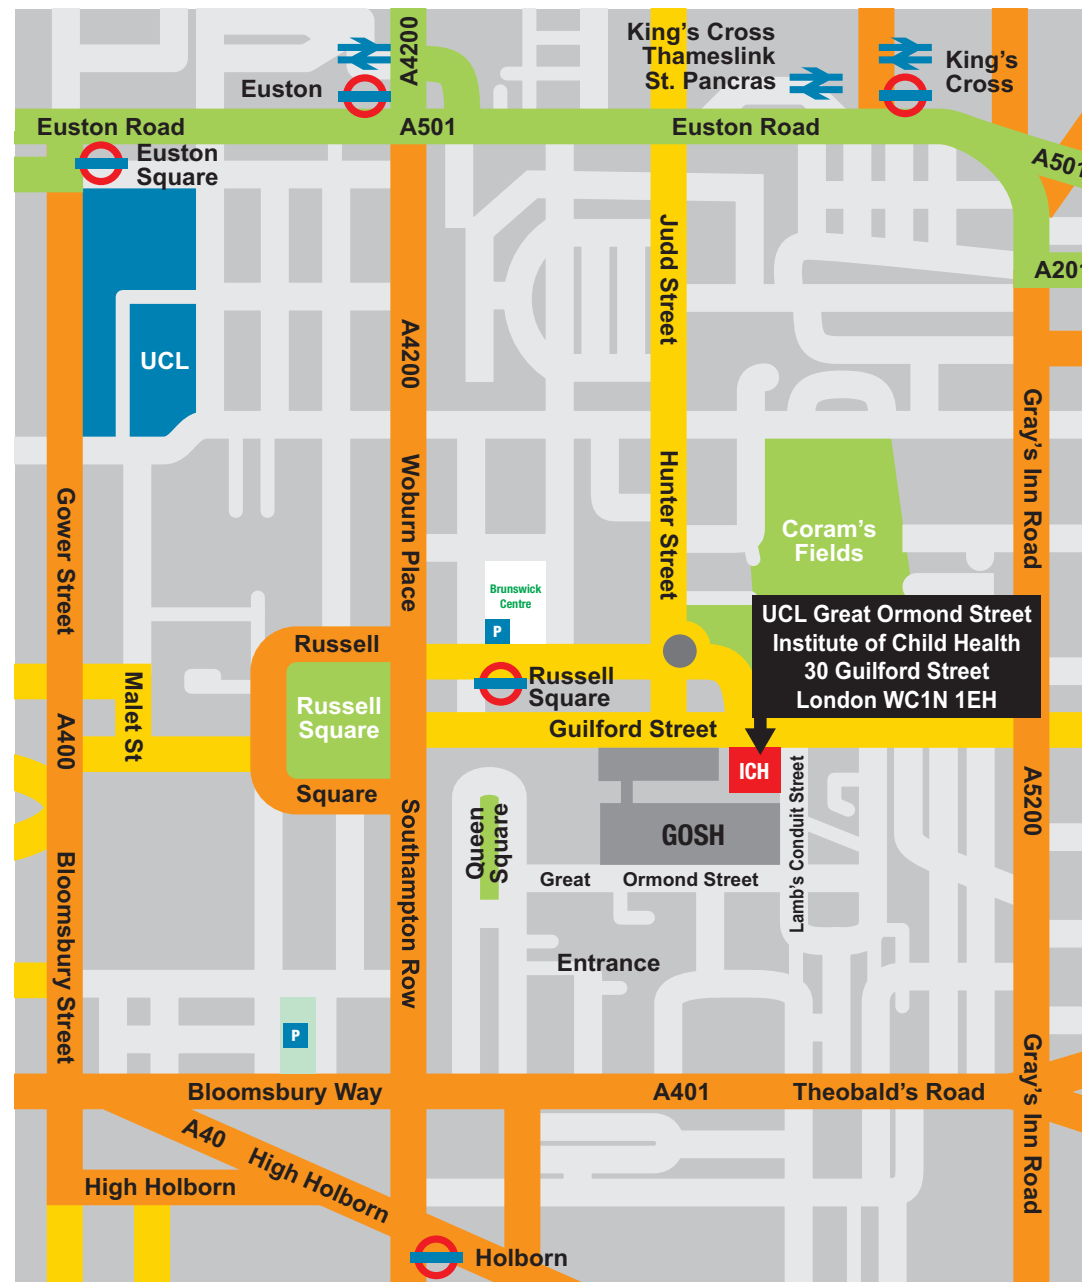 A4200
King's Cross
Thameslink
St. Pancras
King's
Cross
Euston
Euston Road
A501
Euston Road
A501
Euston
Square
A201
Judd Street
UCL
A4200
Gray's Inn Road
Hunter Street
Woburn Place
Gower Street
Coram's
Fields
Brunswick
Centre
P
UCL Great Ormond Street
Institute of Child Health
30 Guilford Street
London WC1N 1EH
Russell
Russell
Square
Russell
Square
Malet St
A400
Guilford Street
Square
ICH
Lamb's Conduit Street
A5200
Southampton Row
Queen
Square
GOSH
Great Ormond Street
Bloomsbury Street
Entrance
P
Bloomsbury Way
A401
Theobald's Road
Gray's Inn Road
A40
High Holborn
High Holborn
Holborn